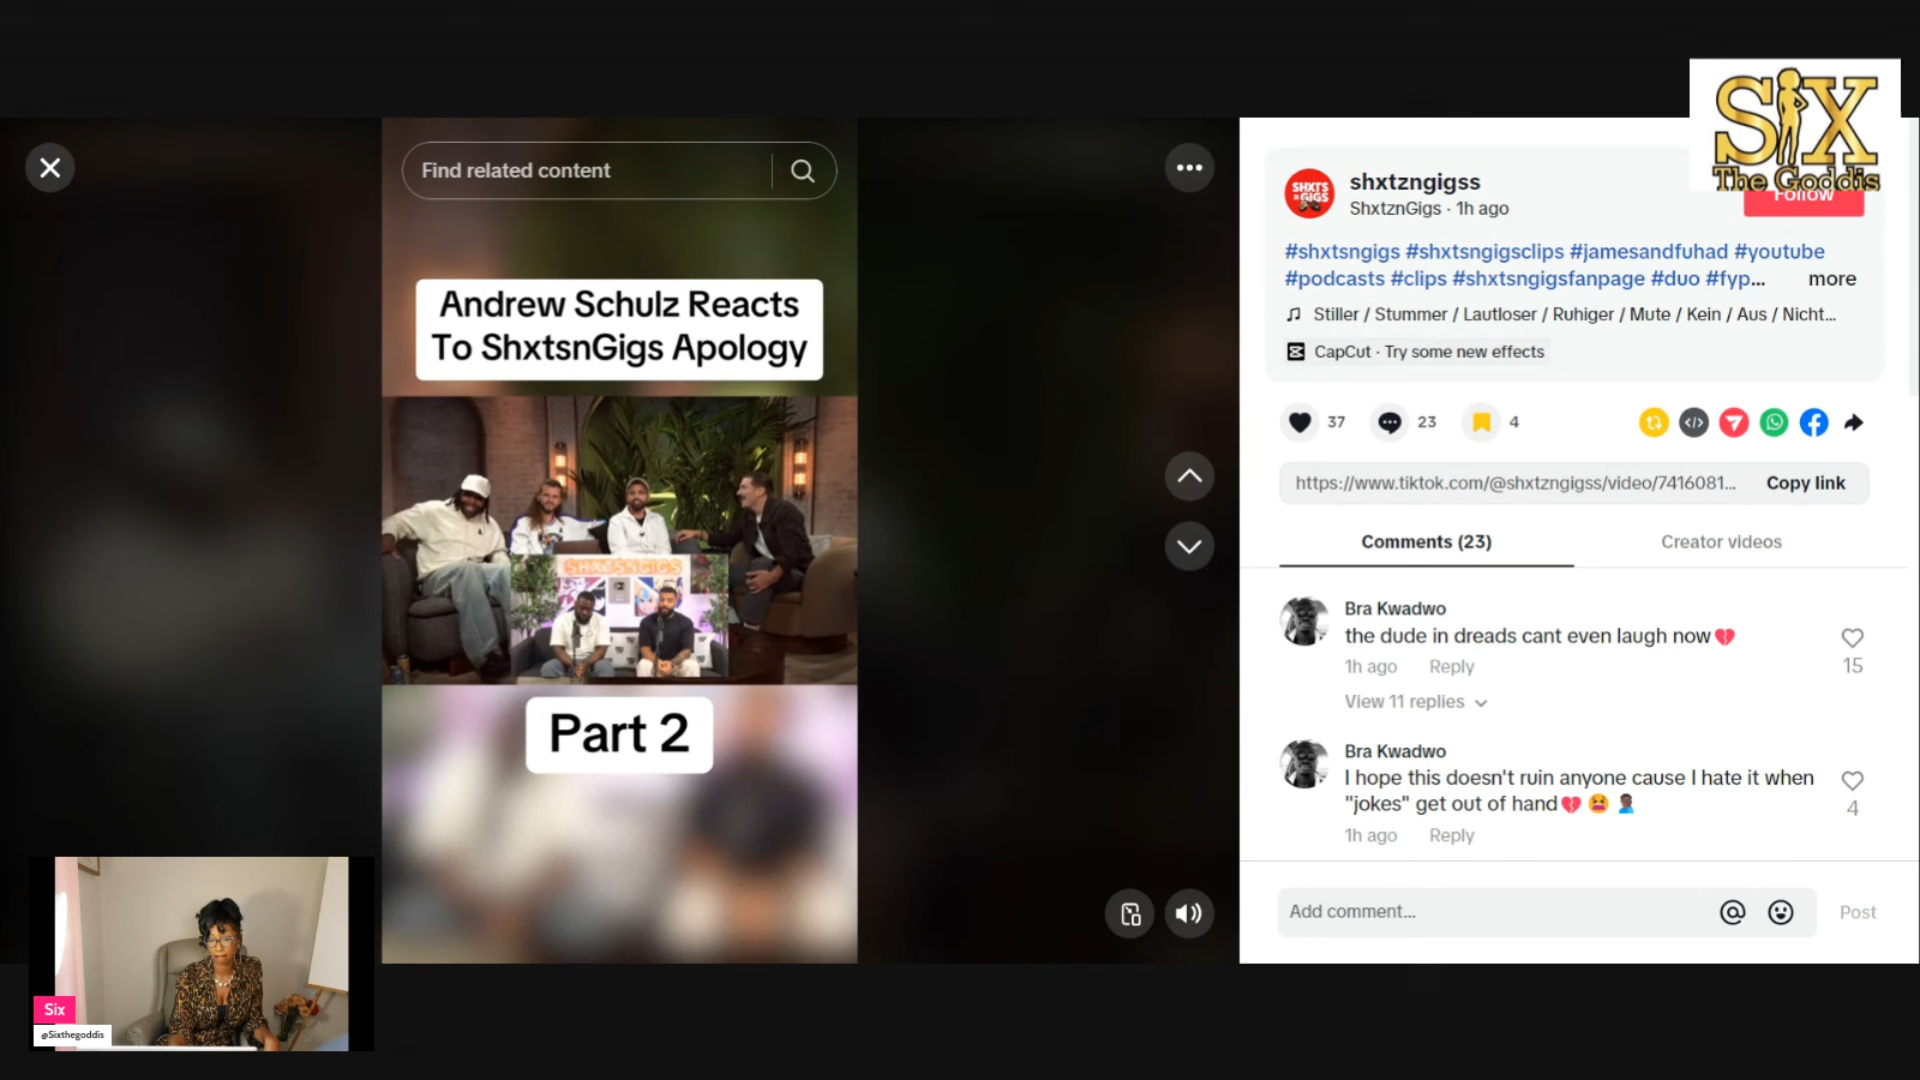 Find related content
Andrew Schulz Reacts
To ShxtsnGigs Apology
SHXTSNGIGS
Part 2
Six
@Sixthegoddis
SiX
The Goddis
SHXTS
N GIGS
shxtzngigss
ShxtznGigs · 1h ago
Follow
#shxtsngigs #shxtsngigsclips #jamesandfuhad #youtube
#podcasts #clips #shxtsngigsfanpage #duo #fyp... more
Stiller / Stummer / Lautloser / Ruhiger / Mute / Kein / Aus / Nicht...
CapCut · Try some new effects
37 23 4
https://www.tiktok.com/@shxtzngigss/video/7416081... Copy link
Comments (23) Creator videos
Bra Kwadwo
the dude in dreads cant even laugh now💔
15
1h ago Reply
View 11 replies
Bra Kwadwo
I hope this doesn't ruin anyone cause I hate it when
"jokes" get out of hand💔😫🤦🏿‍♂️
4
1h ago Reply
Add comment... Post